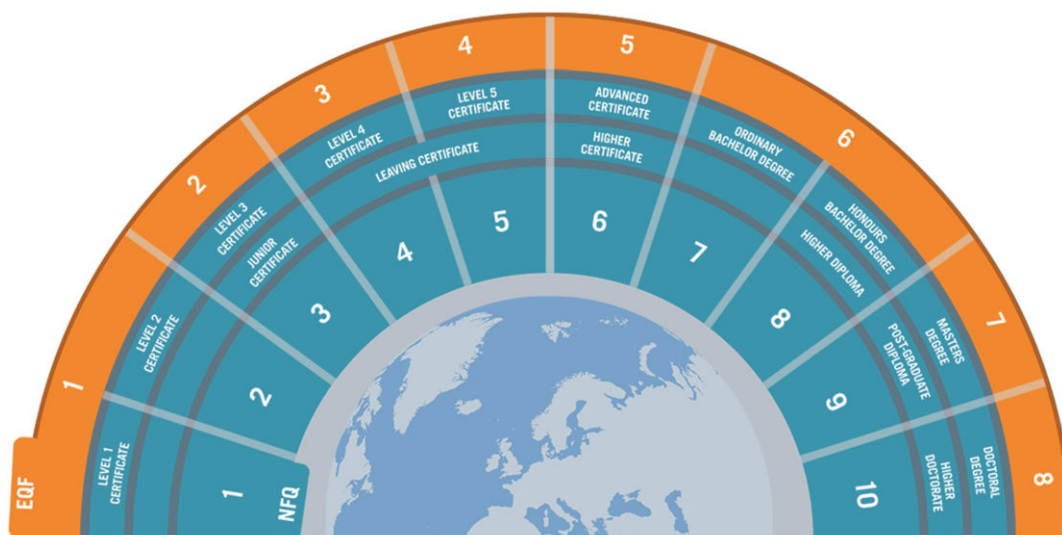 EQF
1
2
3
4
5
6
7
8
LEVEL 1
CERTIFICATE
LEVEL 2
CERTIFICATE
LEVEL 3
CERTIFICATE
LEVEL 4
CERTIFICATE
LEVEL 5
CERTIFICATE
ADVANCED
CERTIFICATE
ORDINARY
BACHELOR DEGREE
HONOURS
BACHELOR DEGREE
MASTERS
DEGREE
DOCTORAL
DEGREE
JUNIOR
CERTIFICATE
LEAVING CERTIFICATE
HIGHER
CERTIFICATE
HIGHER DIPLOMA
POST-GRADUATE
DIPLOMA
HIGHER
DOCTORATE
NFQ
1
2
3
4
5
6
7
8
9
10